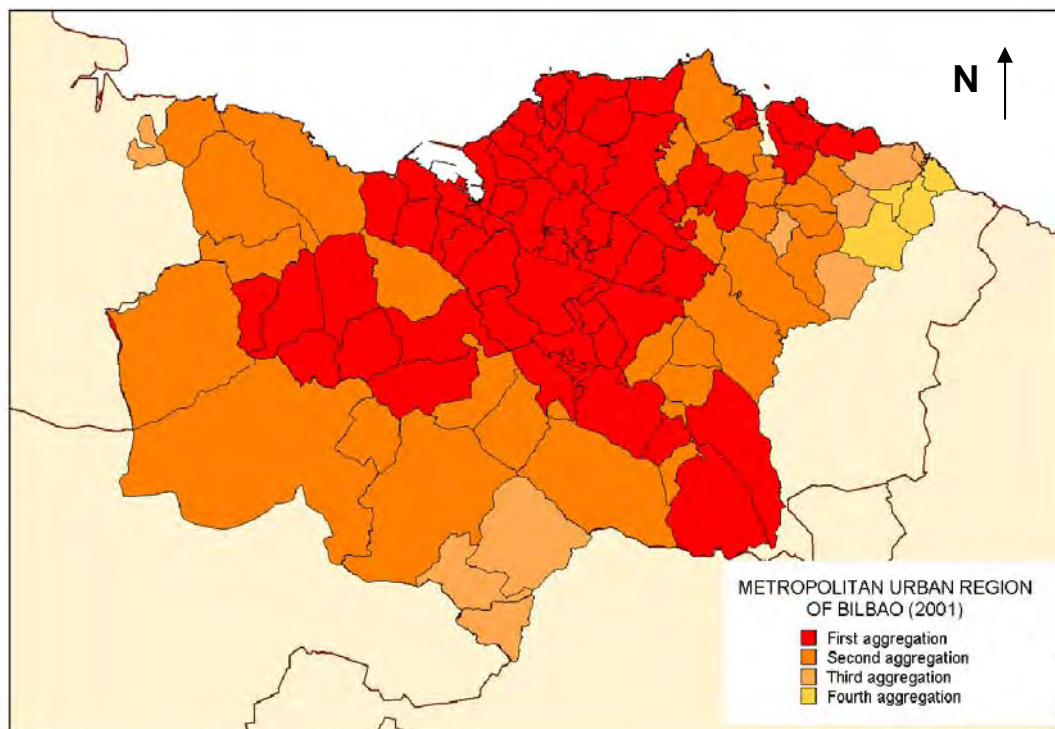 N
METROPOLITAN URBAN REGION
OF BILBAO (2001)
First aggregation
Second aggregation
Third aggregation
Fourth aggregation